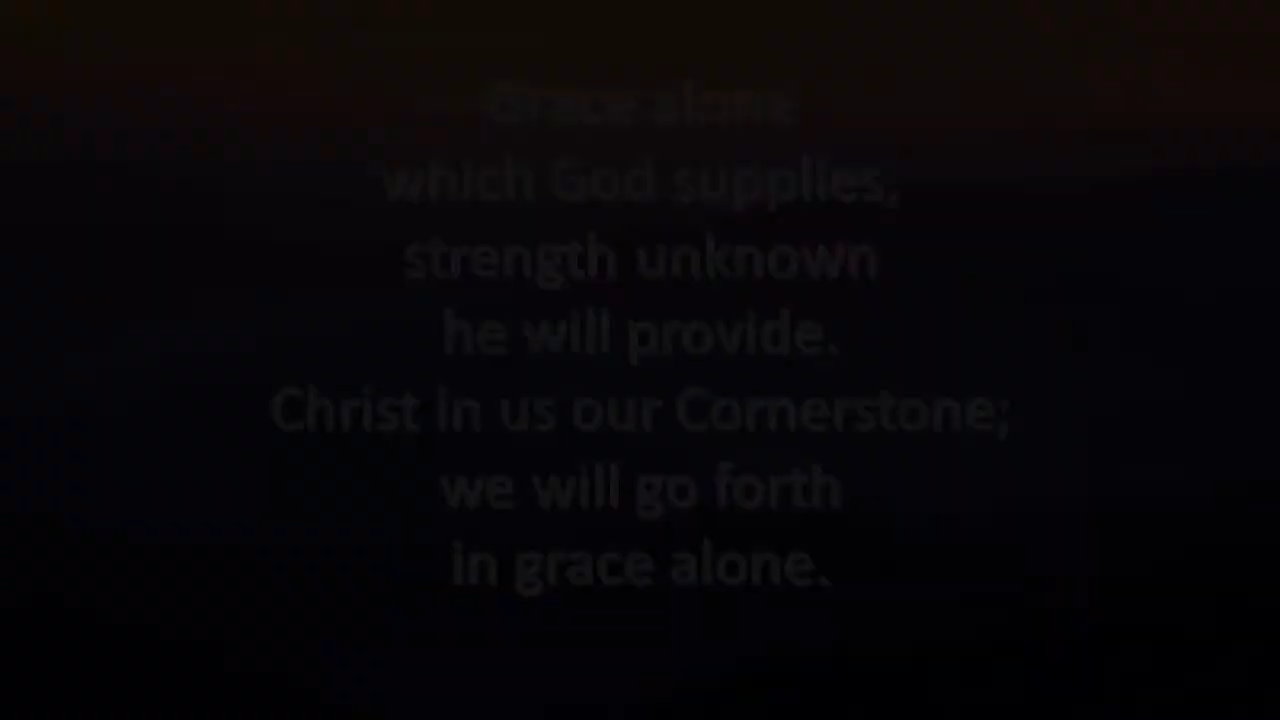 Grace alone
which God supplies,
strength unknown
he will provide.
Christ in us our Cornerstone;
we will go forth
in grace alone.